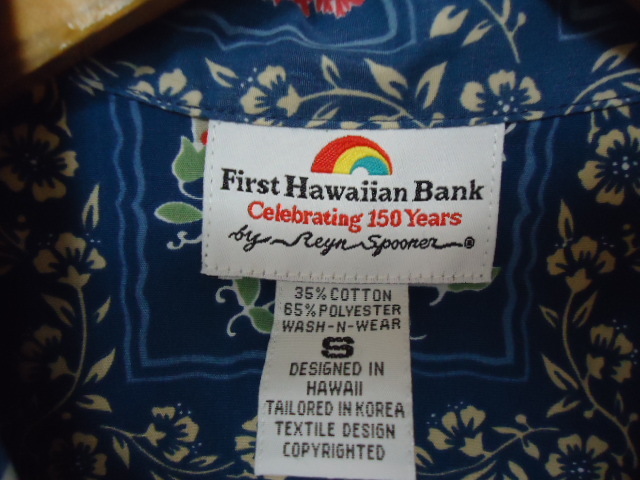 First Hawaiian Bank
Celebrating 150 Years
by Reyn Spooner ®
35% COTTON
65% POLYESTER
WASH-N-WEAR
S
DESIGNED IN
HAWAII
TAILORED IN KOREA
TEXTILE DESIGN
COPYRIGHTED